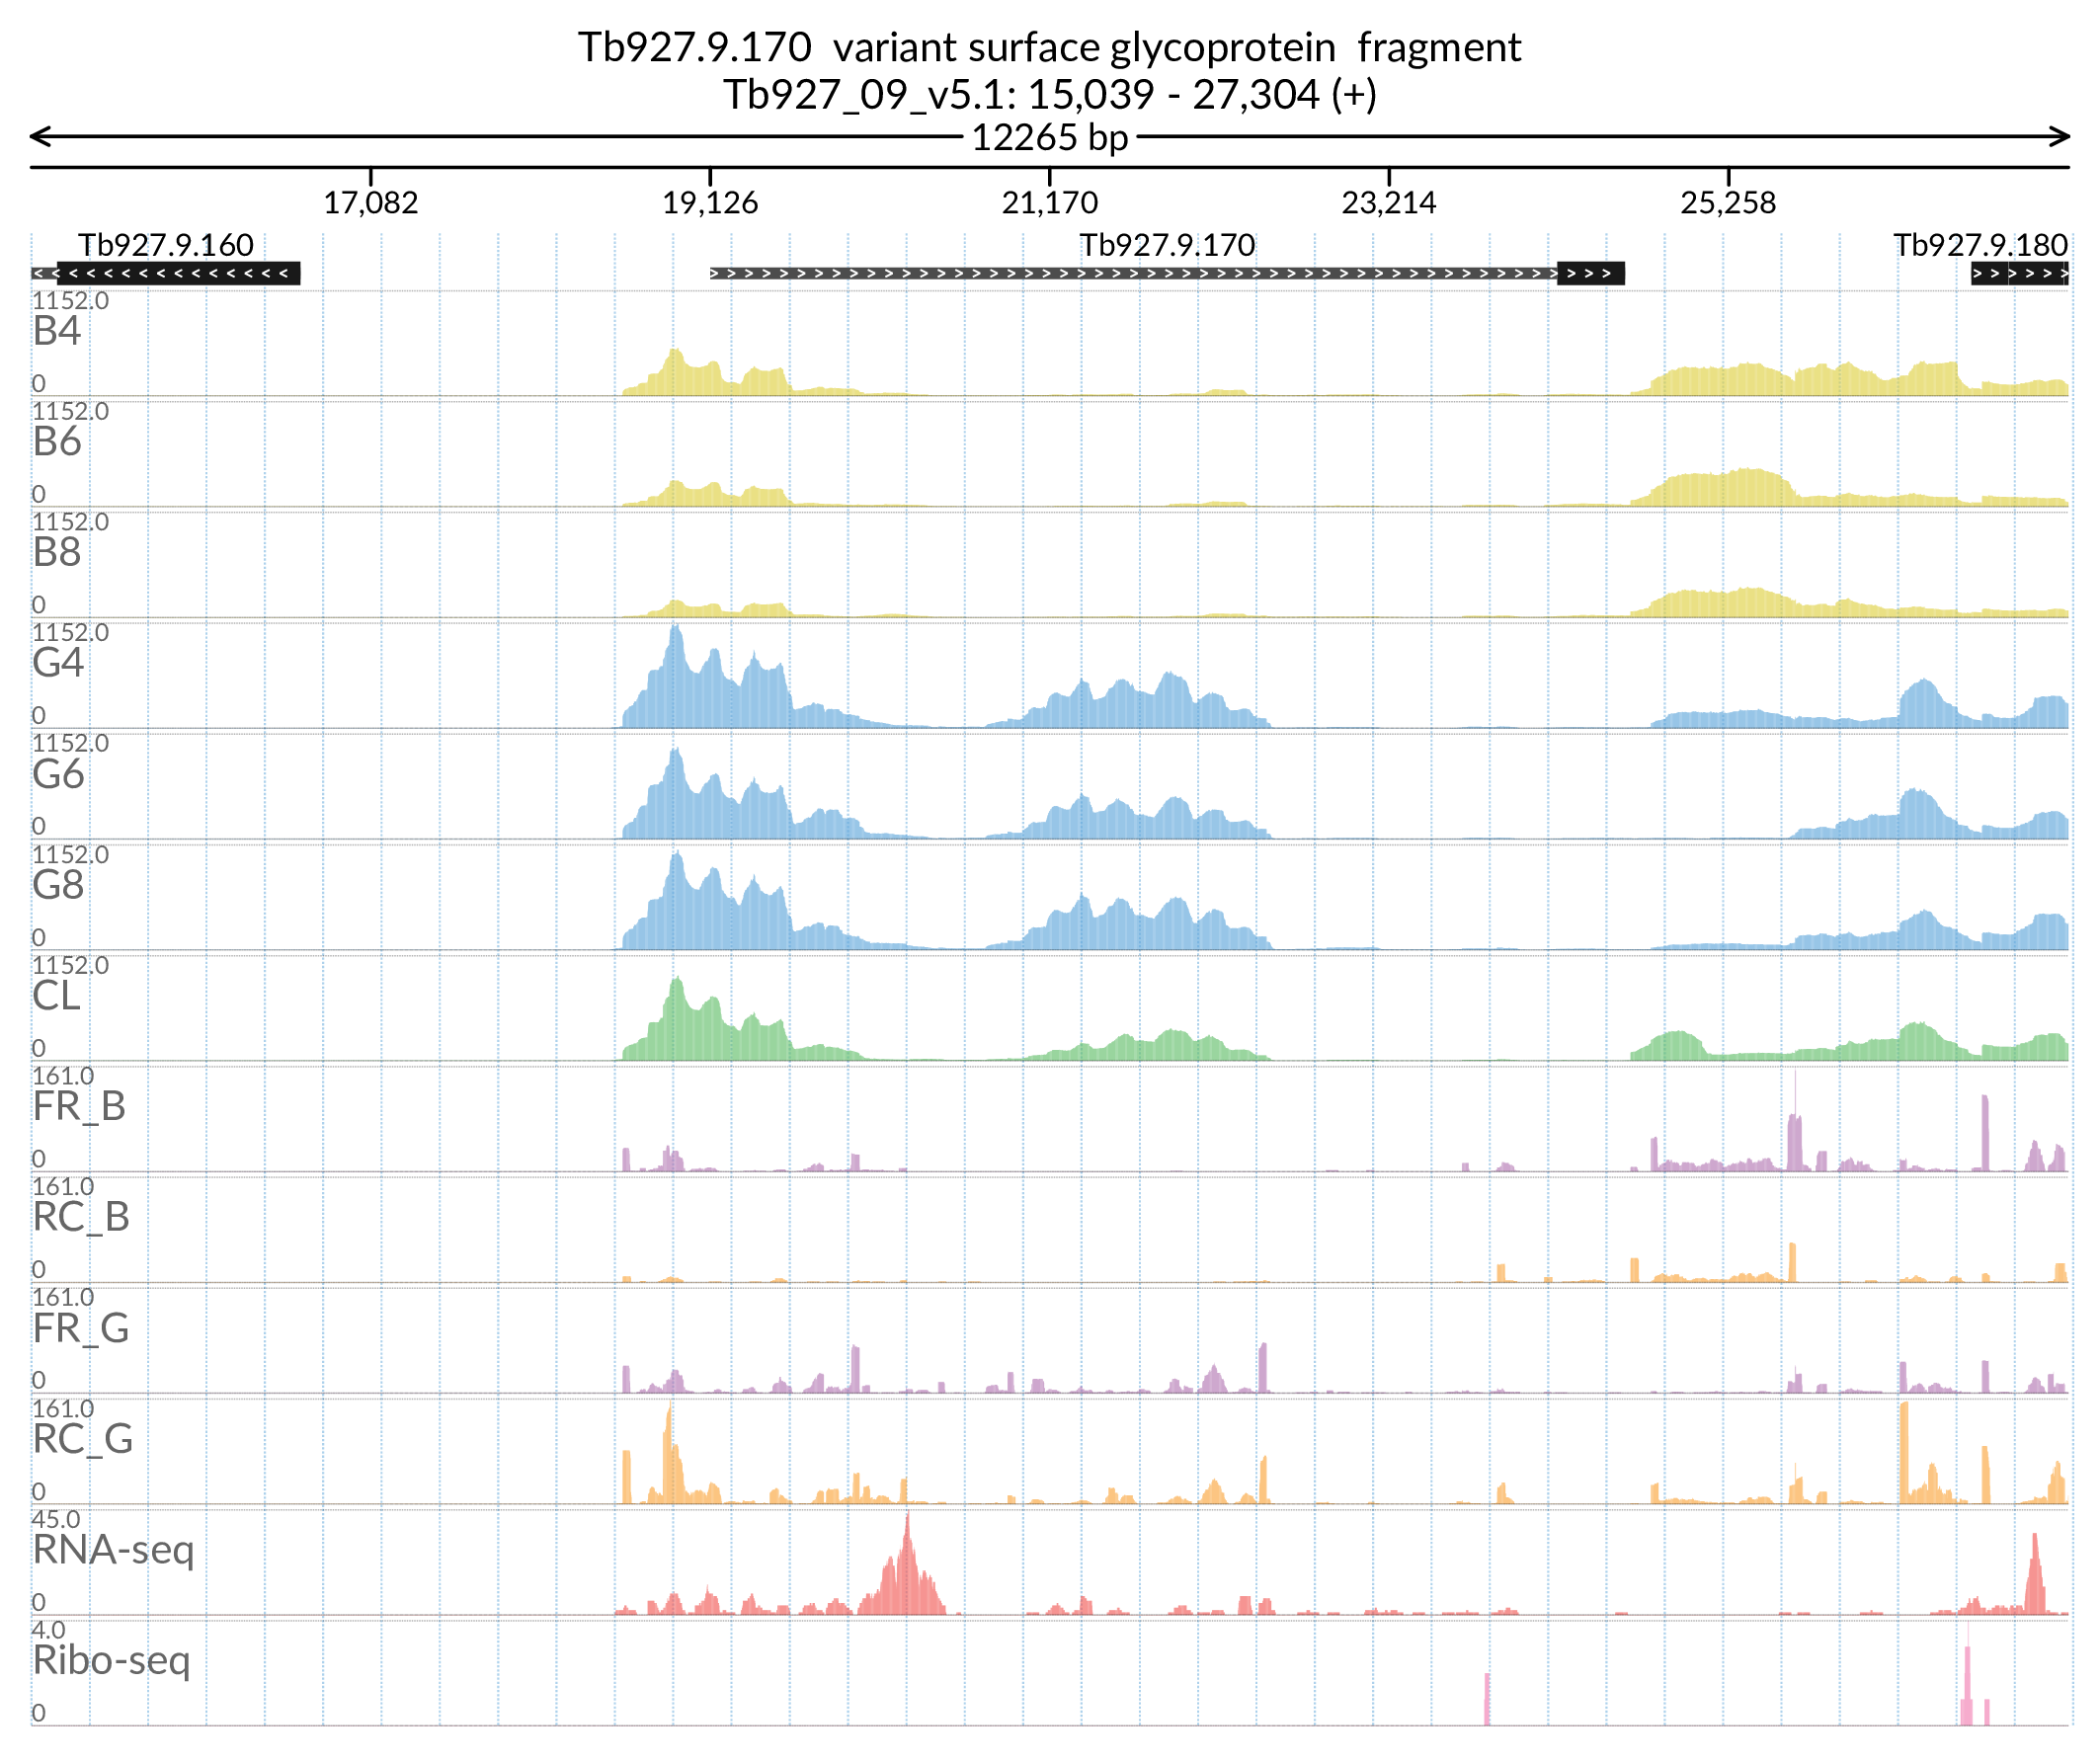 Tb927.9.170 variant surface glycoprotein fragment
Tb927_09_v5.1: 15,039 - 27,304 (+)
12265 bp
17,082 19,126 21,170 23,214 25,258
Tb927.9.160 Tb927.9.170 Tb927.9.180
1152.0
B4
0
1152.0
B6
0
1152.0
B8
0
1152.0
G4
0
1152.0
G6
0
1152.0
G8
0
1152.0
CL
0
161.0
FR_B
0
161.0
RC_B
0
161.0
FR_G
0
161.0
RC_G
0
45.0
RNA-seq
0
4.0
Ribo-seq
0